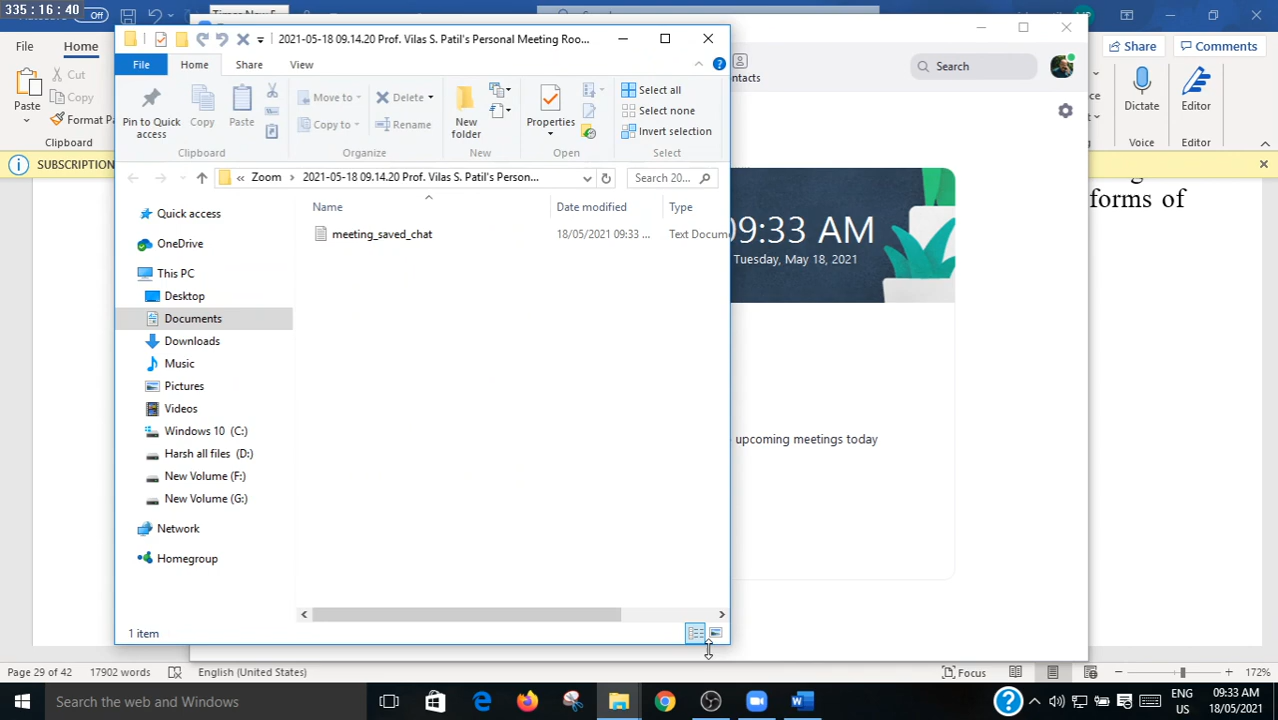 335:16:40
Off
2021-05-18 09.14.20 Prof. Vilas S. Patil's Personal Meeting Roo...
File
Home
File
Home
Share
View
Search
Share
Comments
Paste
Cut
Copy
Format
Clipboard
Pin to Quick
access
Copy
Paste
Clipboard
Move to
Copy to
Delete
Rename
Organize
New
folder
New
Properties
Open
Select all
Select none
Invert selection
Select
Dictate
Voice
Editor
Editor
SUBSCRIPTION
« Zoom › 2021-05-18 09.14.20 Prof. Vilas S. Patil's Person...
Search 20...
forms of
Name
Date modified
Type
meeting_saved_chat
18/05/2021 09:33 ...
Text Docum
Quick access
OneDrive
This PC
Desktop
Documents
Downloads
Music
Pictures
Videos
Windows 10 (C:)
Harsh all files (D:)
New Volume (F:)
New Volume (G:)
Network
Homegroup
09:33 AM
Tuesday, May 18, 2021
upcoming meetings today
1 item
Page 29 of 42
17902 words
English (United States)
Focus
172%
Search the web and Windows
ENG
US
09:33 AM
18/05/2021